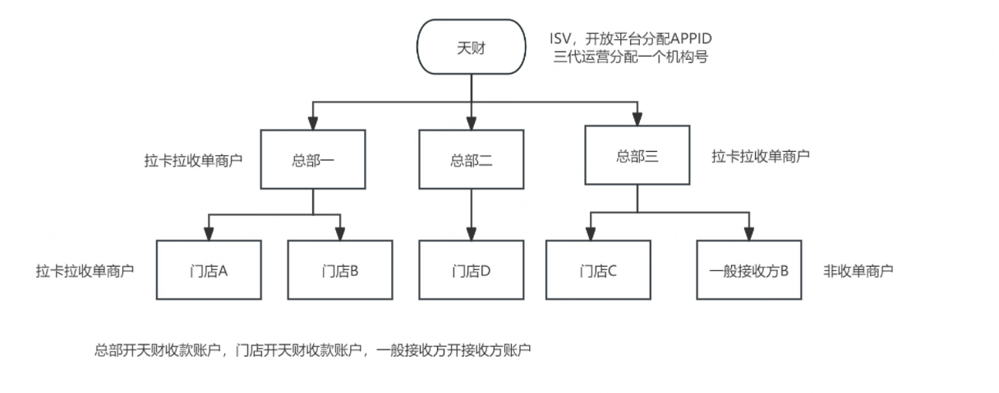 天财
ISV，开放平台分配APPID
三代运营分配一个机构号
拉卡拉收单商户
总部一
总部二
总部三
拉卡拉收单商户
拉卡拉收单商户
门店A
门店B
门店D
门店C
一般接收方B
非收单商户
总部开天财收款账户，门店开天财收款账户，一般接收方开接收方账户